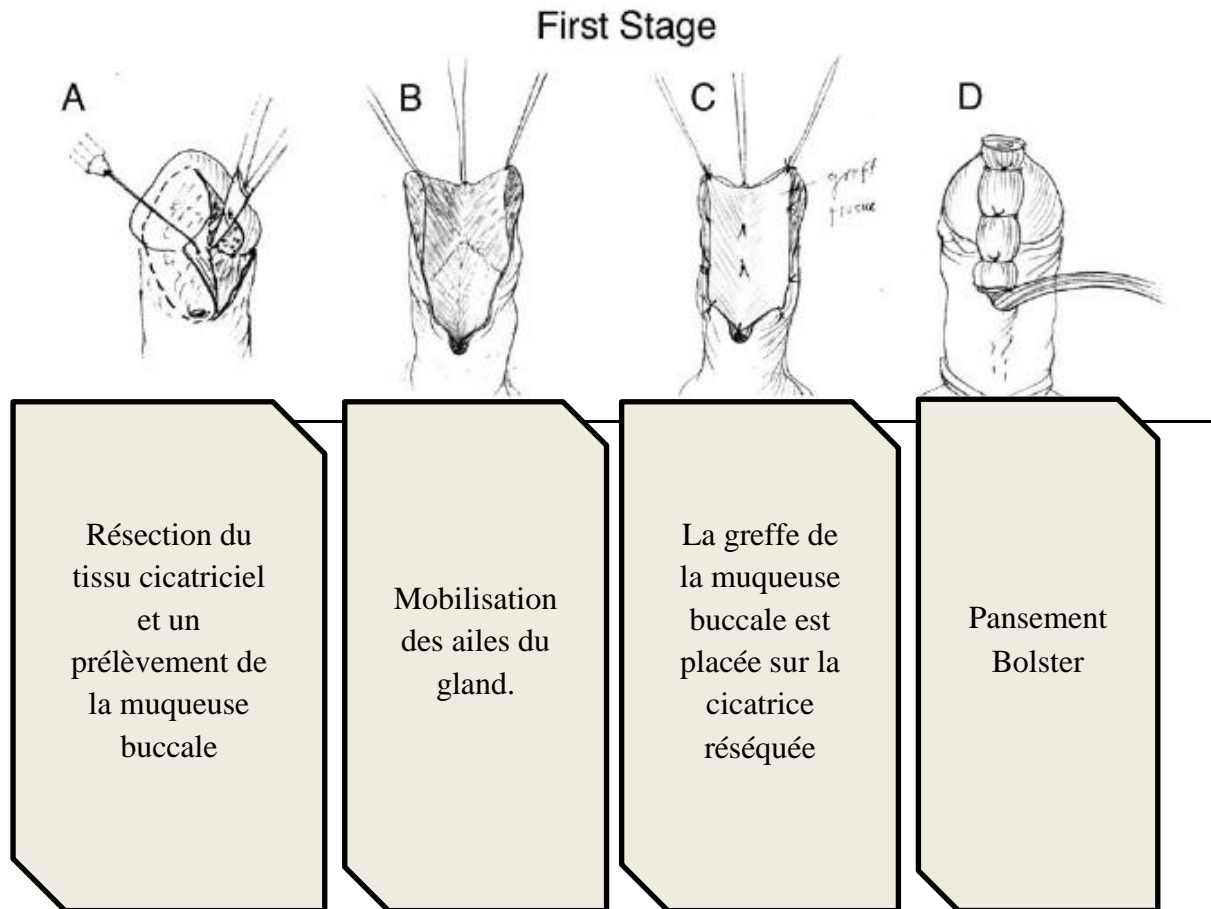 First Stage
A
B
C
D
graft
tissue
Résection du
tissu cicatriciel
et un
prélèvement de
la muqueuse
buccale
Mobilisation
des ailes du
gland.
La greffe de
la muqueuse
buccale est
placée sur la
cicatrice
réséquée
Pansement
Bolster